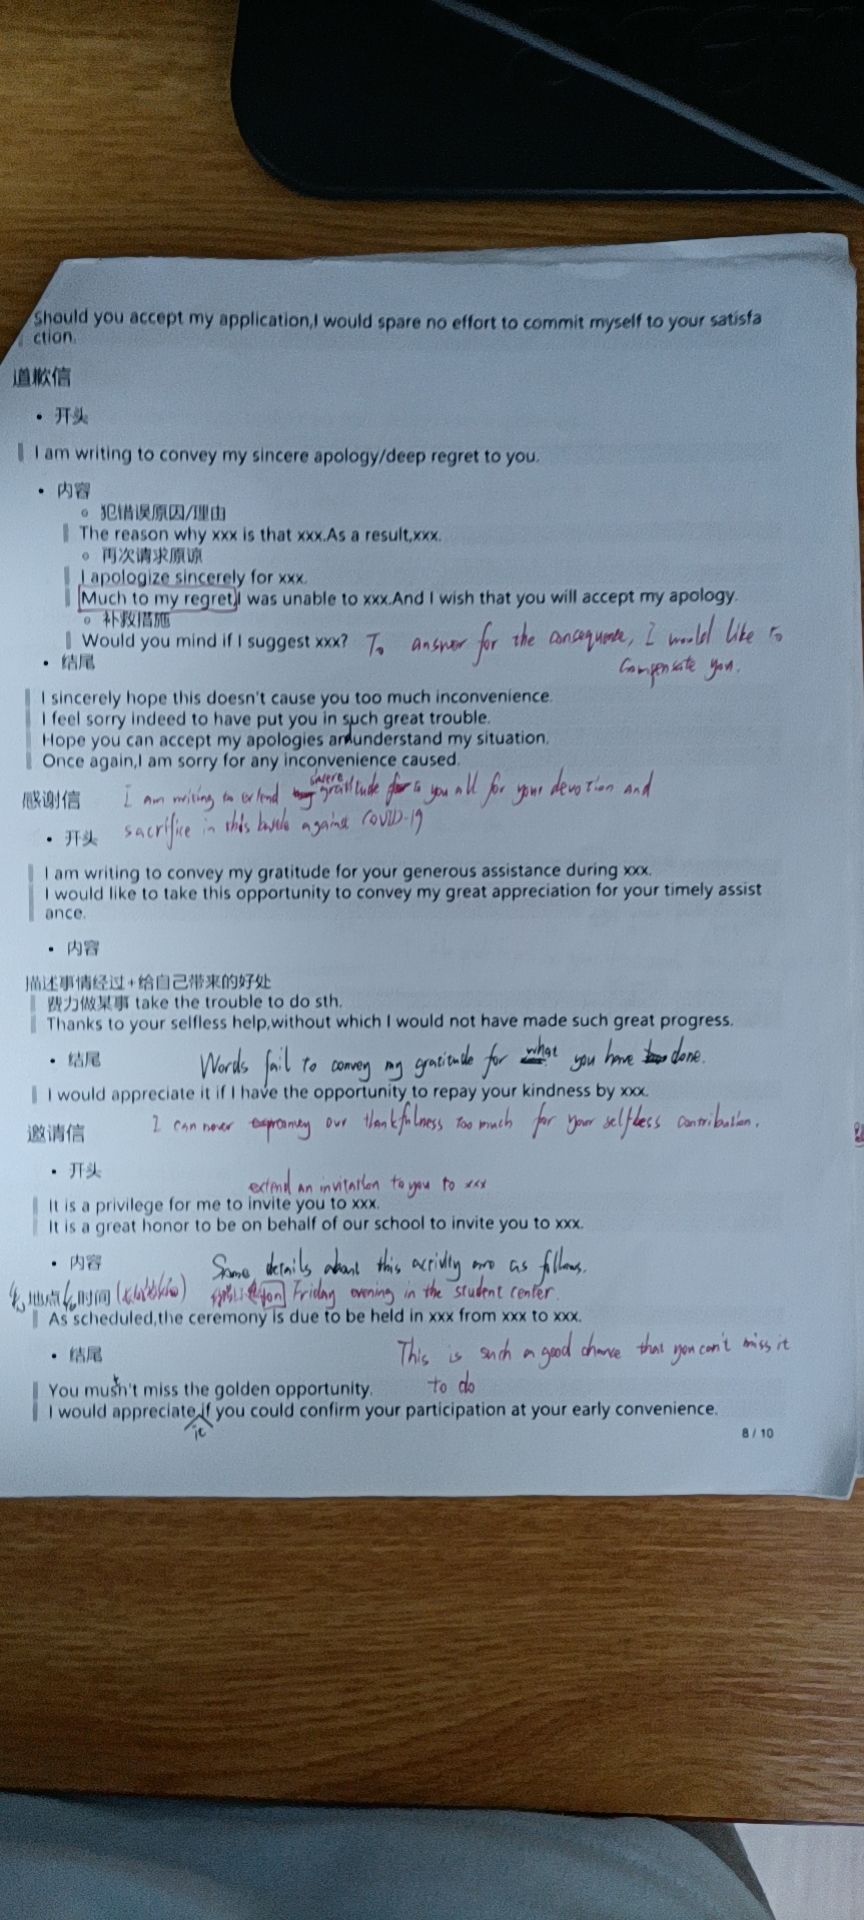 Should you accept my application,I would spare no effort to commit myself to your satisfa
ction.
道歉信
• 开头
I am writing to convey my sincere apology/deep regret to you.
• 内容
◦ 犯错误原因/理由
The reason why xxx is that xxx.As a result,xxx.
◦ 再次请求原谅
I apologize sincerely for xxx.
Much to my regret,I was unable to xxx.And I wish that you will accept my apology.
◦ 补救措施
Would you mind if I suggest xxx? To answer for the consequence, I would like to
compensate you.
• 结尾
I sincerely hope this doesn't cause you too much inconvenience.
I feel sorry indeed to have put you in such great trouble.
Hope you can accept my apologies and understand my situation.
Once again,I am sorry for any inconvenience caused.
感谢信 I am writing to extend sincere gratitude to you all for your devotion and
sacrifice in this battle against COVID-19
• 开头
I am writing to convey my gratitude for your generous assistance during xxx.
I would like to take this opportunity to convey my great appreciation for your timely assist
ance.
• 内容
描述事情经过+给自己带来的好处
费力做某事 take the trouble to do sth.
Thanks to your selfless help,without which I would not have made such great progress.
• 结尾 Words fail to convey my gratitude for what you have done.
I would appreciate it if I have the opportunity to repay your kindness by xxx.
邀请信 I can never our thankfulness too much for your selfless contribution.
• 开头
extend an invitation to you to xxx
It is a privilege for me to invite you to xxx.
It is a great honor to be on behalf of our school to invite you to xxx.
• 内容 Some details about this activity are as follows.
地点 时间 on Friday evening in the student center.
As scheduled,the ceremony is due to be held in xxx from xxx to xxx.
• 结尾 This is such a good chance that you can't miss it
You mustn't miss the golden opportunity. to do
I would appreciate it if you could confirm your participation at your early convenience.
8 / 10